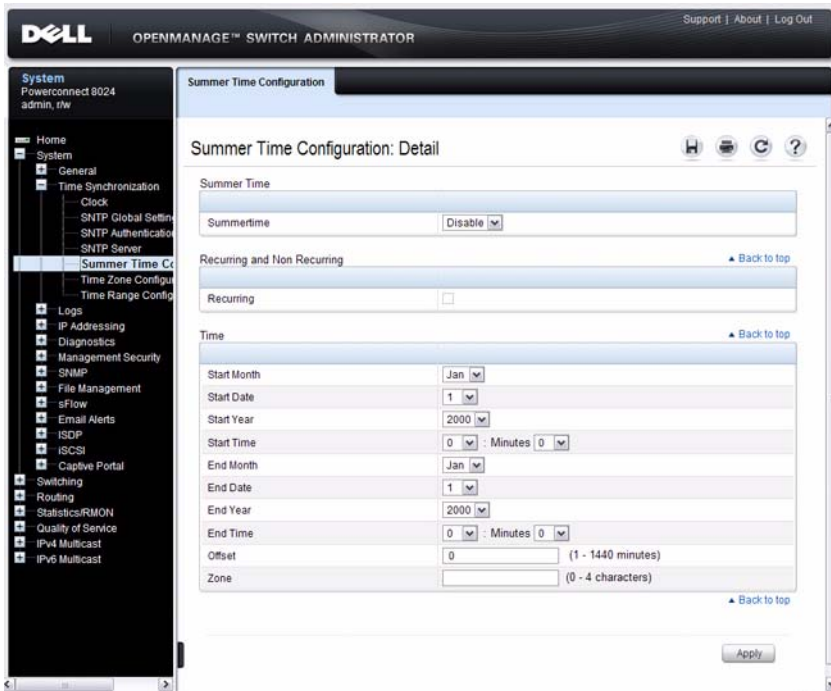 Support | About | Log Out
DELL OPENMANAGE™ SWITCH ADMINISTRATOR
System
Powerconnect 8024
admin, r/w
Home
System
General
Time Synchronization
Clock
SNTP Global Settin
SNTP Authenticatio
SNTP Server
Summer Time Co
Time Zone Configu
Time Range Config
Logs
IP Addressing
Diagnostics
Management Security
SNMP
File Management
sFlow
Email Alerts
ISDP
iSCSI
Captive Portal
Switching
Routing
Statistics/RMON
Quality of Service
IPv4 Multicast
IPv6 Multicast
Summer Time Configuration
Summer Time Configuration: Detail
Summer Time
Summertime Disable
Recurring and Non Recurring Back to top
Recurring
Time Back to top
Start Month Jan
Start Date 1
Start Year 2000
Start Time 0 : Minutes 0
End Month Jan
End Date 1
End Year 2000
End Time 0 : Minutes 0
Offset 0 (1 - 1440 minutes)
Zone (0 - 4 characters)
Back to top
Apply